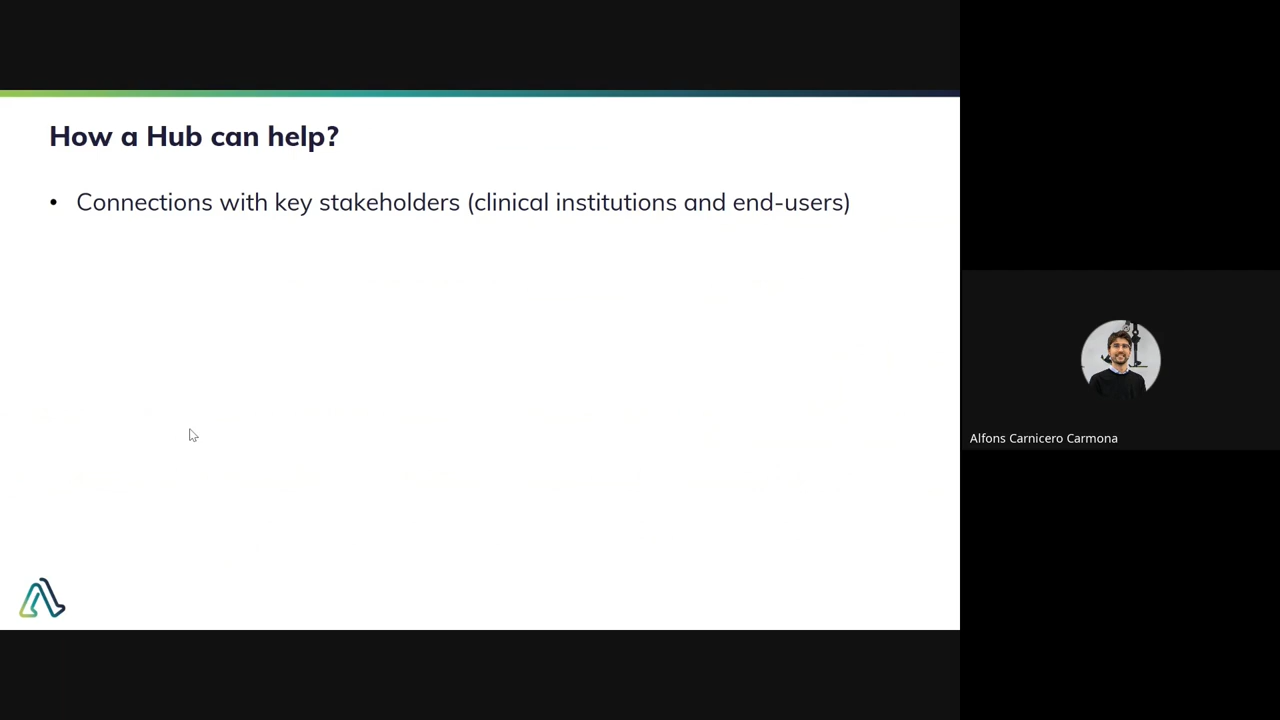 How a Hub can help?
• Connections with key stakeholders (clinical institutions and end-users)
Alfons Carnicero Carmona